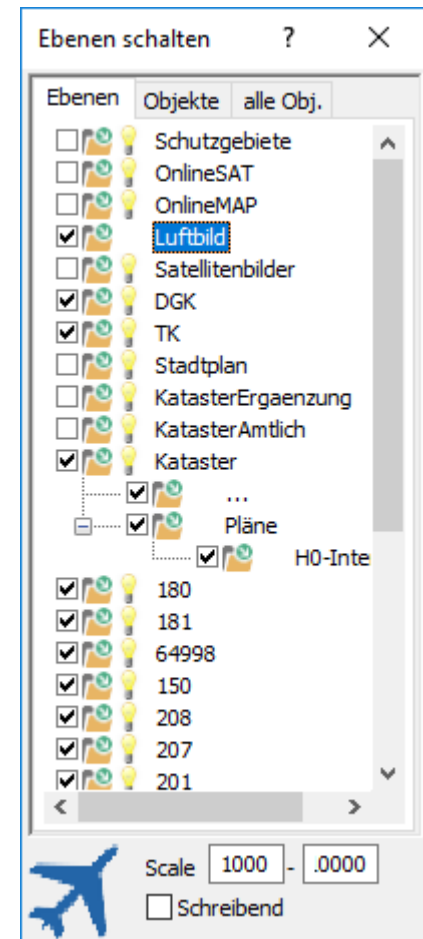 Ebenen schalten ? ×
Ebenen Objekte alle Obj.
Schutzgebiete
OnlineSAT
OnlineMAP
Luftbild
Satellitenbilder
DGK
TK
Stadtplan
KatasterErgaenzung
KatasterAmtlich
Kataster
...
Pläne
H0-Inte
180
181
64998
150
208
207
201
Scale 1000 - .0000
Schreibend